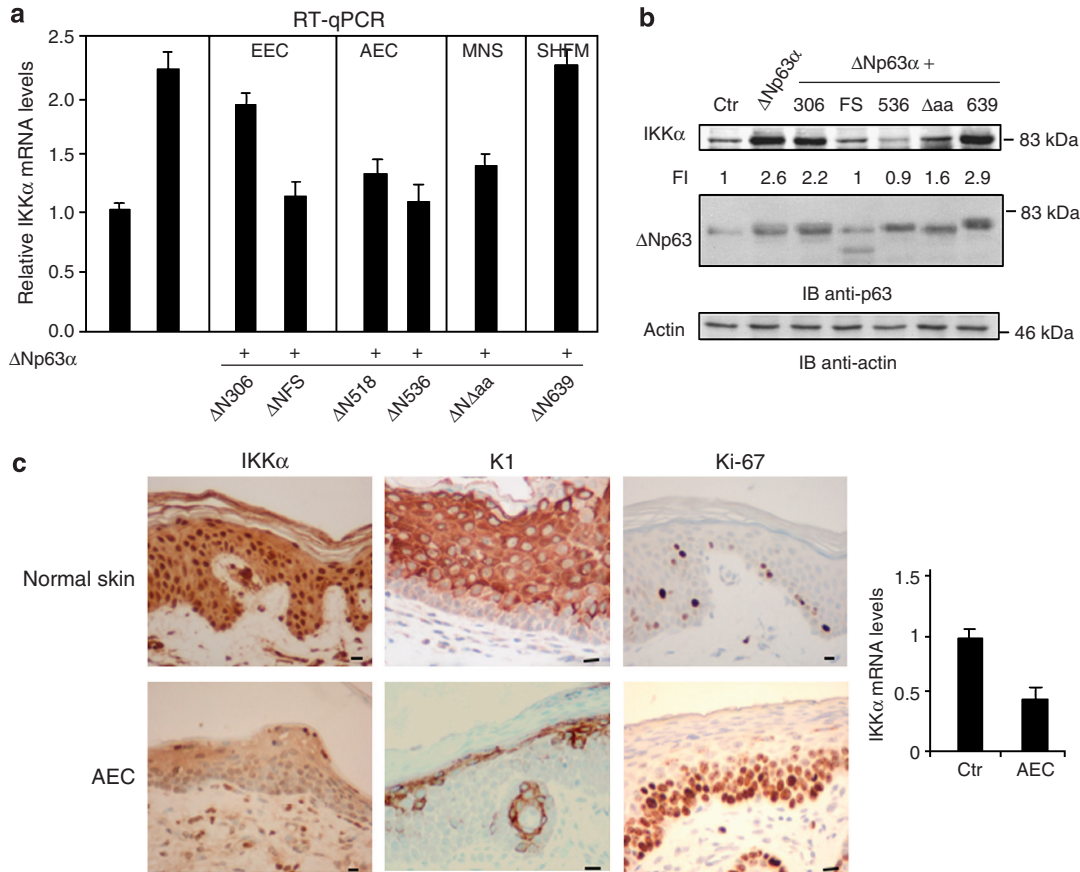 a
RT-qPCR
Relative IKKα mRNA levels
2.5
2.0
1.5
1.0
0.5
0.0
EEC
AEC
MNS
SHFM
ΔNp63α
+ + + + + +
ΔN306
ΔNFS
ΔN518
ΔN536
ΔNΔaa
ΔN639
b
ΔNp63α +
Ctr ΔNp63α 306 FS 536 Δaa 639
IKKα
83 kDa
FI 1 2.6 2.2 1 0.9 1.6 2.9
83 kDa
ΔNp63
IB anti-p63
Actin
46 kDa
IB anti-actin
c
IKKα K1 Ki-67
Normal skin
AEC
IKKα mRNA levels
1.5
1
0.5
0
Ctr AEC